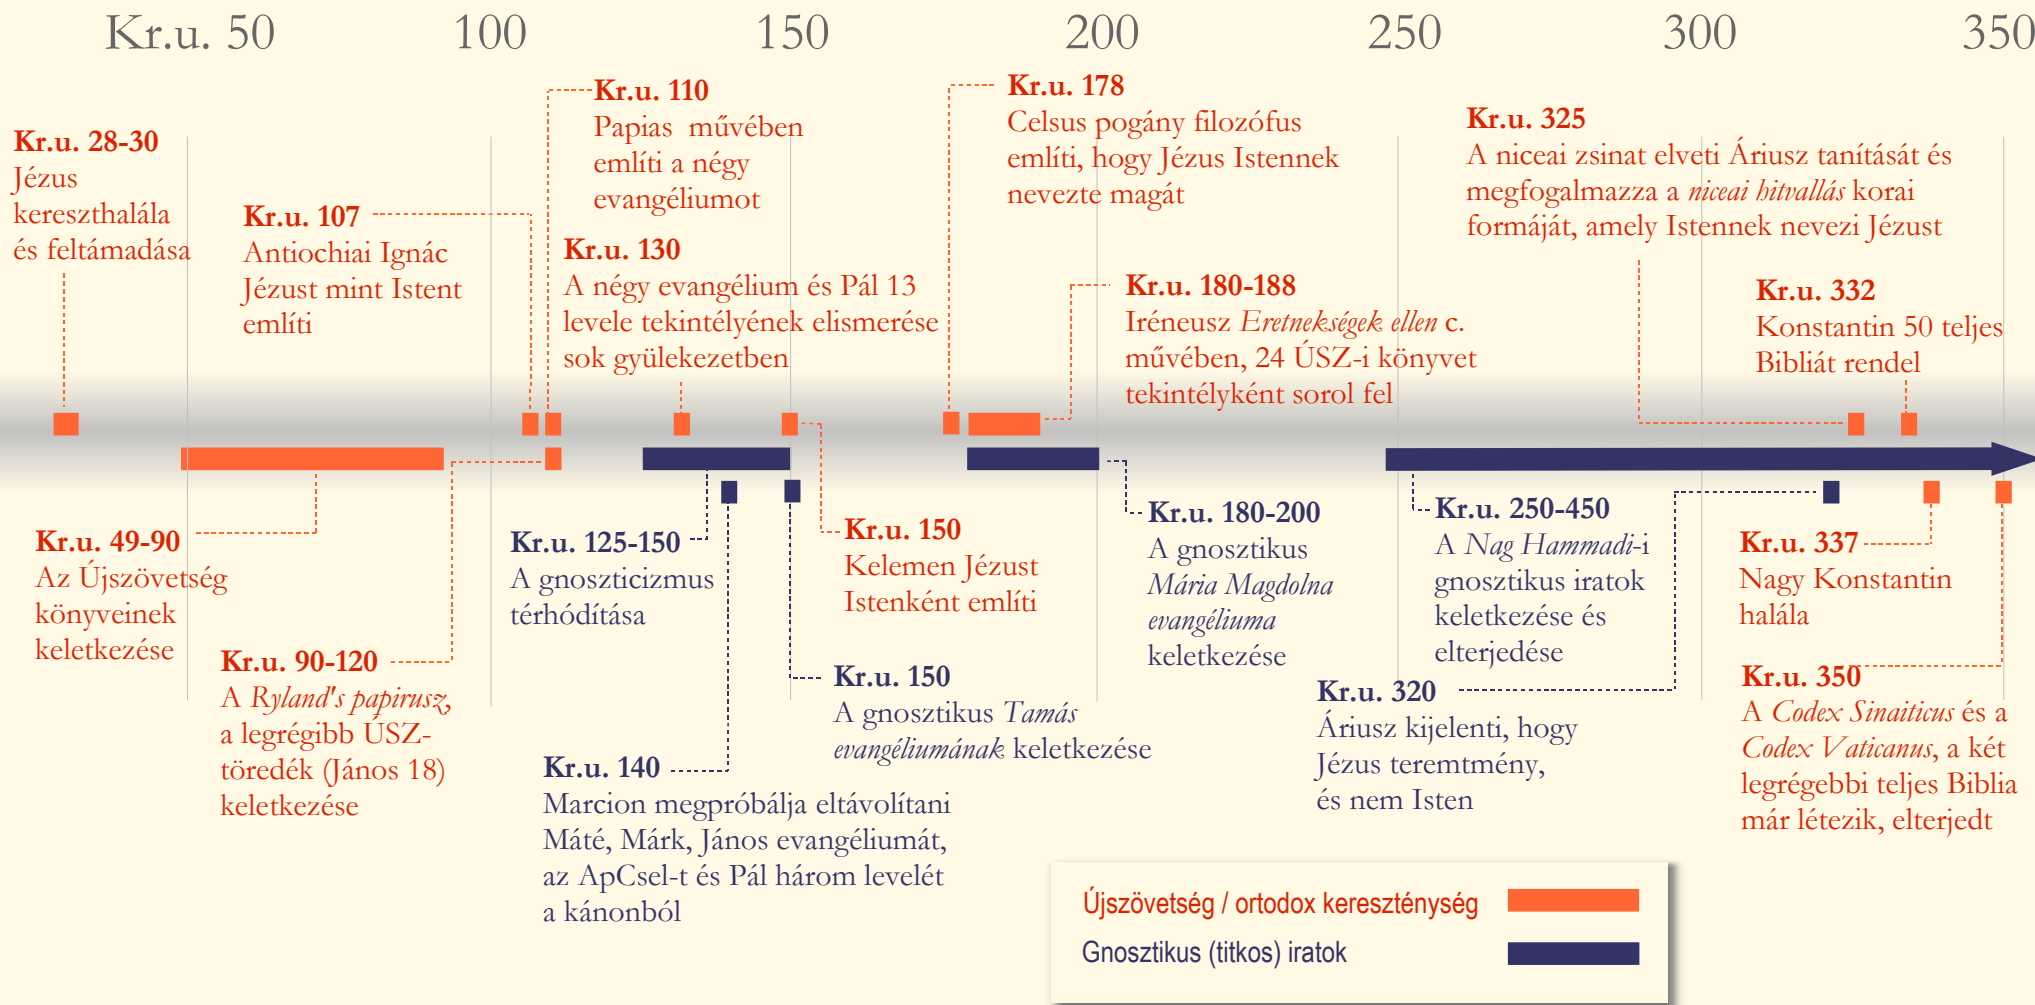 Kr.u. 50 100 150 200 250 300 350
Kr.u. 28-30
Jézus
kereszthalála
és feltámadása
Kr.u. 107
Antiochiai Ignác
Jézust mint Istent
említi
Kr.u. 110
Papias művében
említi a négy
evangéliumot
Kr.u. 130
A négy evangélium és Pál 13
levele tekintélyének elismerése
sok gyülekezetben
Kr.u. 178
Celsus pogány filozófus
említi, hogy Jézus Istennek
nevezte magát
Kr.u. 180-188
Iréneusz Eretnekségek ellen c.
művében, 24 ÚSZ-i könyvet
tekintélyként sorol fel
Kr.u. 325
A niceai zsinat elveti Áriusz tanítását és
megfogalmazza a niceai hitvallás korai
formáját, amely Istennek nevezi Jézust
Kr.u. 332
Konstantin 50 teljes
Bibliát rendel
Kr.u. 49-90
Az Újszövetség
könyveinek
keletkezése
Kr.u. 90-120
A Ryland's papirusz,
a legrégibb ÚSZ-
töredék (János 18)
keletkezése
Kr.u. 125-150
A gnoszticizmus
térhódítása
Kr.u. 140
Marcion megpróbálja eltávolítani
Máté, Márk, János evangéliumát,
az ApCsel-t és Pál három levelét
a kánonból
Kr.u. 150
Kelemen Jézust
Istenként említi
Kr.u. 150
A gnosztikus Tamás
evangéliumának keletkezése
Kr.u. 180-200
A gnosztikus
Mária Magdolna
evangéliuma
keletkezése
Kr.u. 250-450
A Nag Hammadi-i
gnosztikus iratok
keletkezése és
elterjedése
Kr.u. 320
Áriusz kijelenti, hogy
Jézus teremtmény,
és nem Isten
Kr.u. 337
Nagy Konstantin
halála
Kr.u. 350
A Codex Sinaiticus és a
Codex Vaticanus, a két
legrégebbi teljes Biblia
már létezik, elterjedt
Újszövetség / ortodox kereszténység
Gnosztikus (titkos) iratok